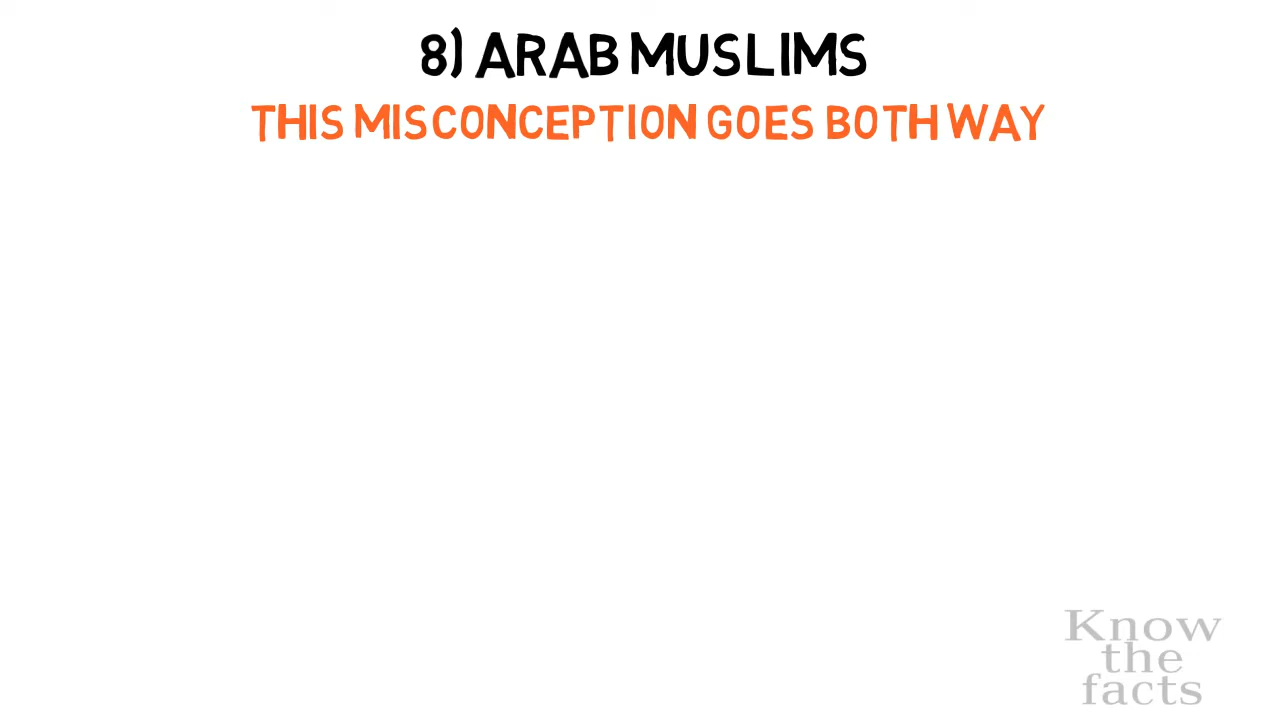 8) ARAB MUSLIMS
THIS MISCONCEPTION GOES BOTH WAY
Know
the
facts